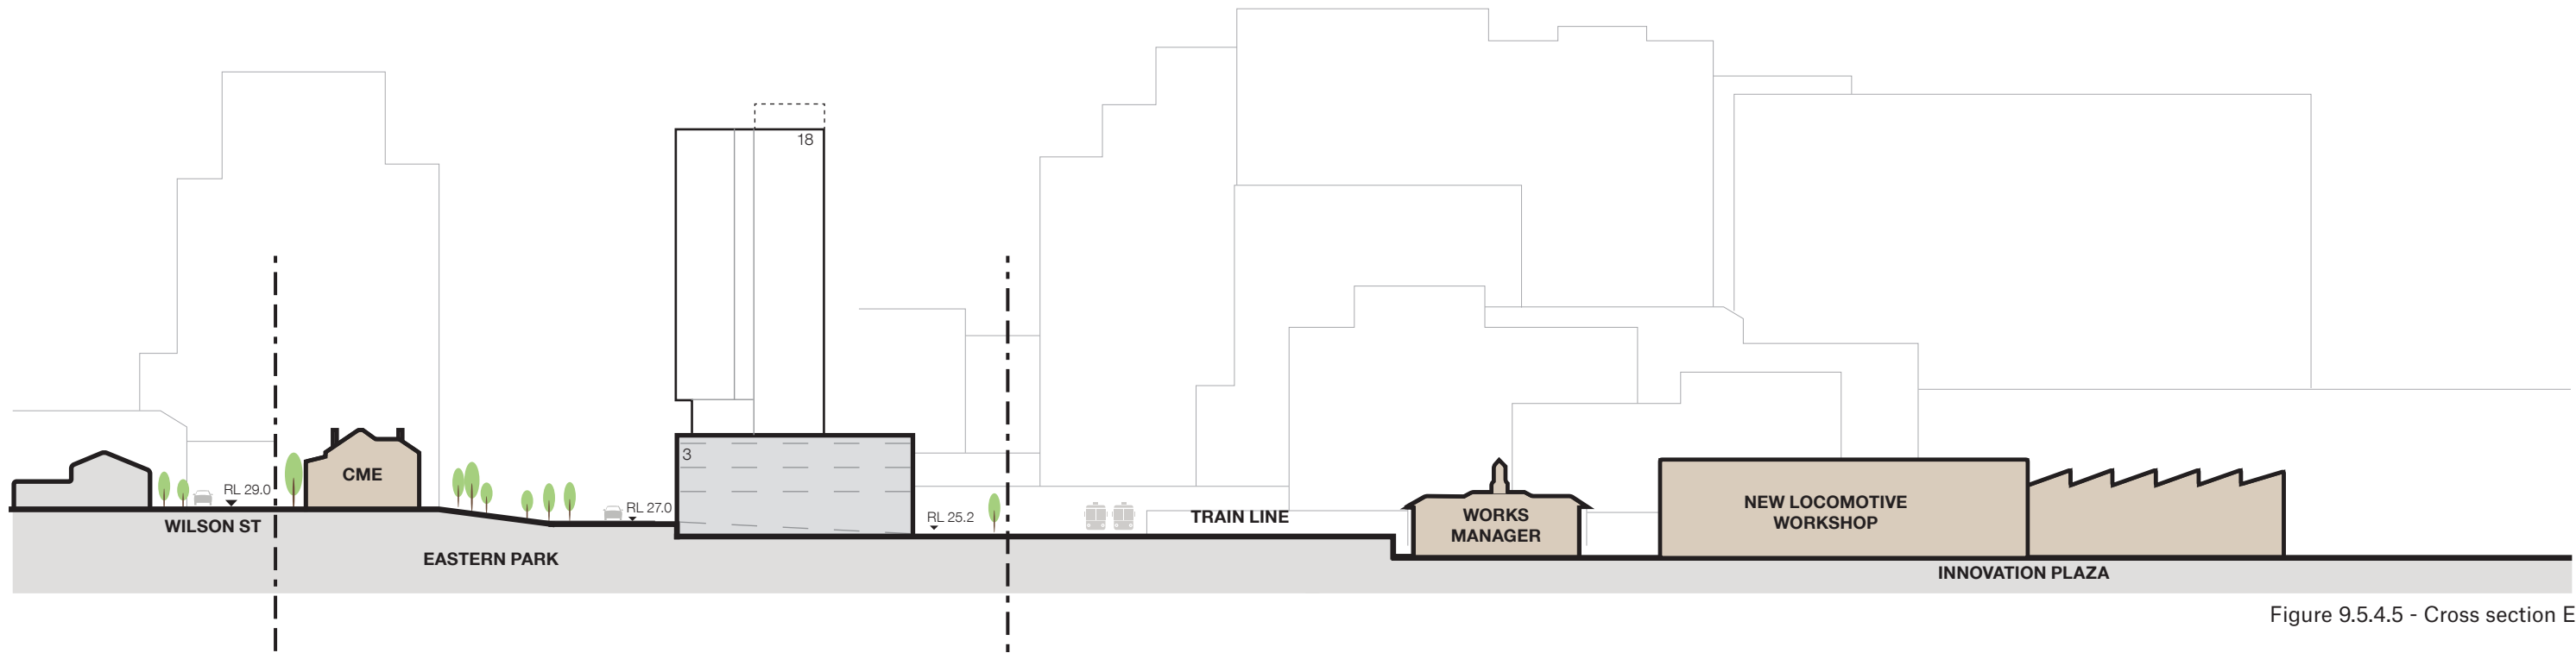 18
3
CME
RL 29.0
RL 27.0
RL 25.2
WILSON ST
EASTERN PARK
TRAIN LINE
WORKS
MANAGER
NEW LOCOMOTIVE
WORKSHOP
INNOVATION PLAZA
Figure 9.5.4.5 - Cross section E